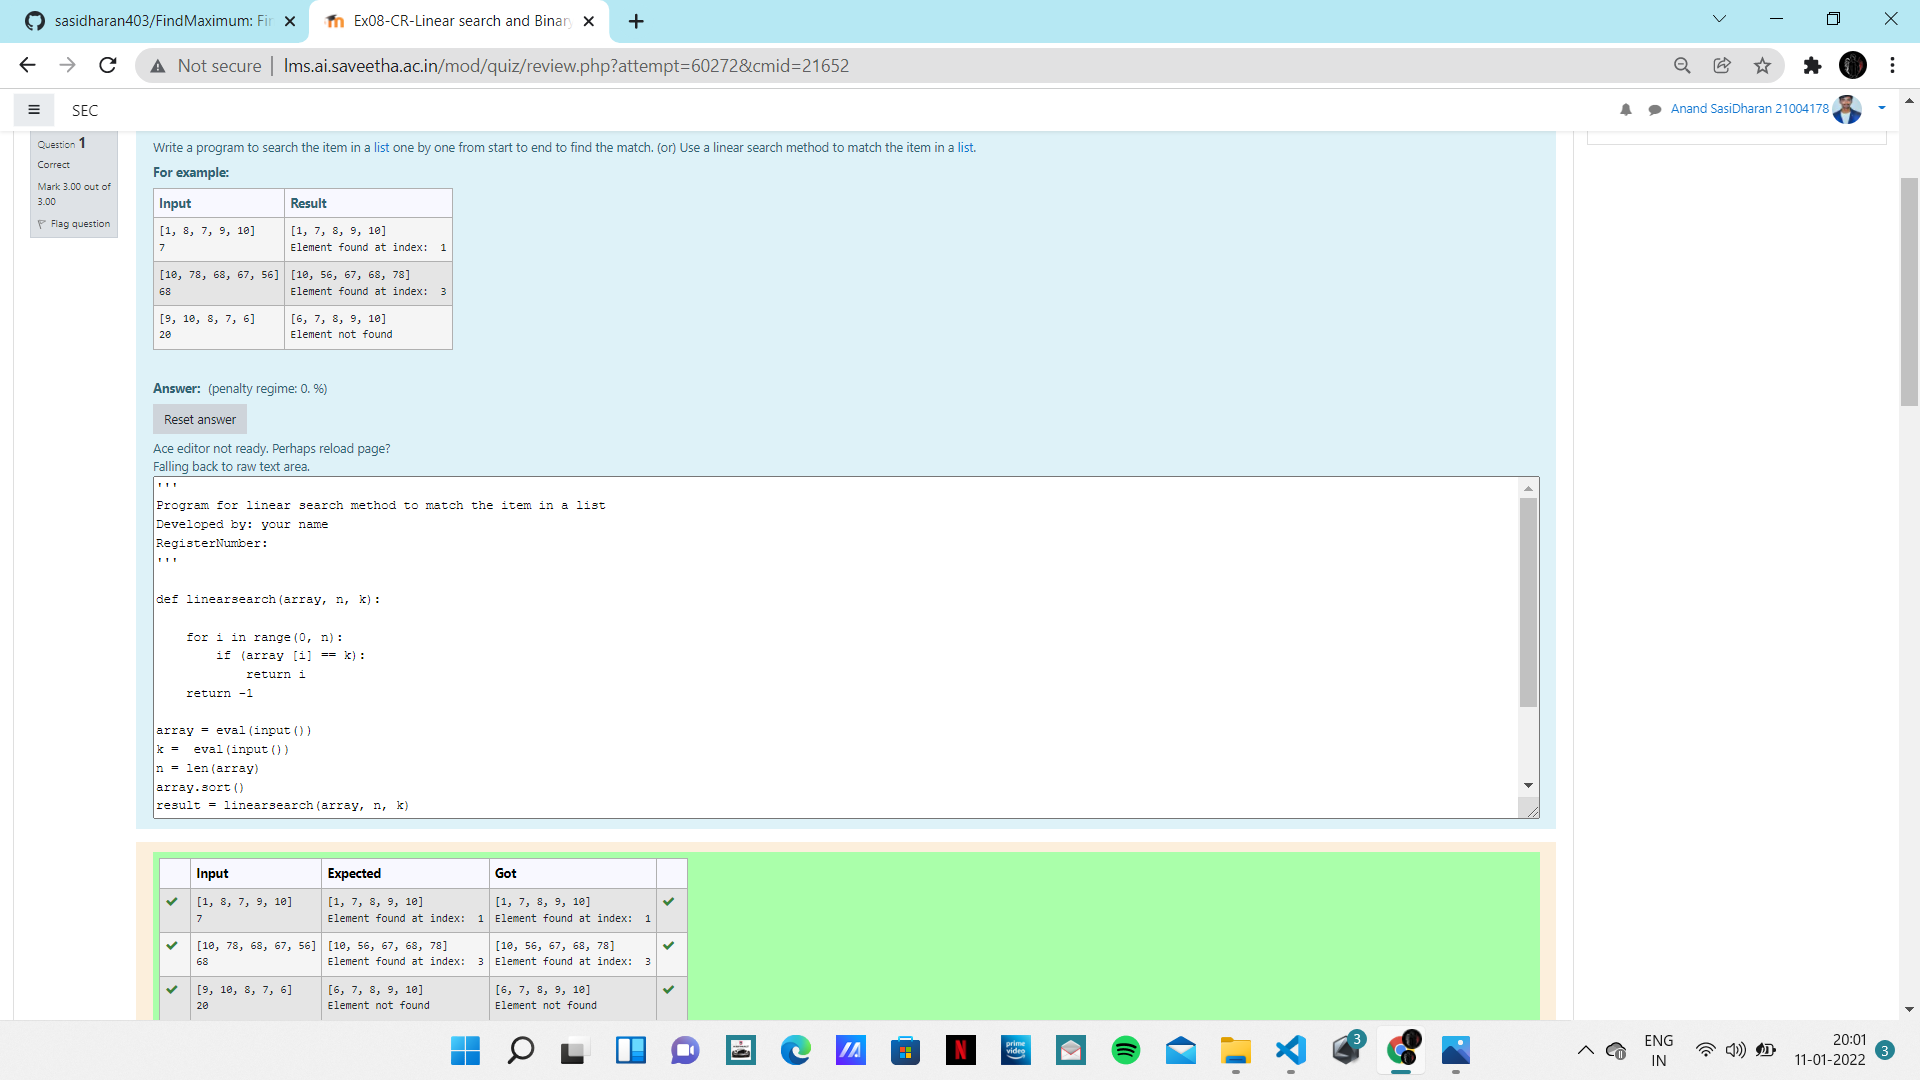 sasidharan403/FindMaximum: Fin
Ex08-CR-Linear search and Binary
Not secure
lms.ai.saveetha.ac.in/mod/quiz/review.php?attempt=60272&cmid=21652
SEC
Anand SasiDharan 21004178
Question 1
Correct
Mark 3.00 out of
3.00
Flag question
Write a program to search the item in a list one by one from start to end to find the match. (or) Use a linear search method to match the item in a list.
For example:
Input Result
[1, 8, 7, 9, 10] [1, 7, 8, 9, 10]
7 Element found at index:  1
[10, 78, 68, 67, 56] [10, 56, 67, 68, 78]
68 Element found at index:  3
[9, 10, 8, 7, 6] [6, 7, 8, 9, 10]
20 Element not found
Answer: (penalty regime: 0. %)
Reset answer
Ace editor not ready. Perhaps reload page?
Falling back to raw text area.
'''
Program for linear search method to match the item in a list
Developed by: your name
RegisterNumber:
'''
def linearsearch(array, n, k):
    for i in range(0, n):
        if (array [i] == k):
            return i
    return -1
array = eval(input())
k =  eval(input())
n = len(array)
array.sort()
result = linearsearch(array, n, k)
Input Expected Got
[1, 8, 7, 9, 10] [1, 7, 8, 9, 10] [1, 7, 8, 9, 10]
7 Element found at index:  1 Element found at index:  1
[10, 78, 68, 67, 56] [10, 56, 67, 68, 78] [10, 56, 67, 68, 78]
68 Element found at index:  3 Element found at index:  3
[9, 10, 8, 7, 6] [6, 7, 8, 9, 10] [6, 7, 8, 9, 10]
20 Element not found Element not found
N
prime video
3
ENG
IN
20:01
11-01-2022
3